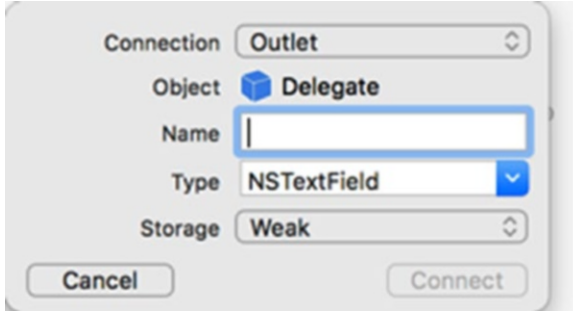 Connection Outlet
Object Delegate
Name
Type NSTextField
Storage Weak
Cancel Connect